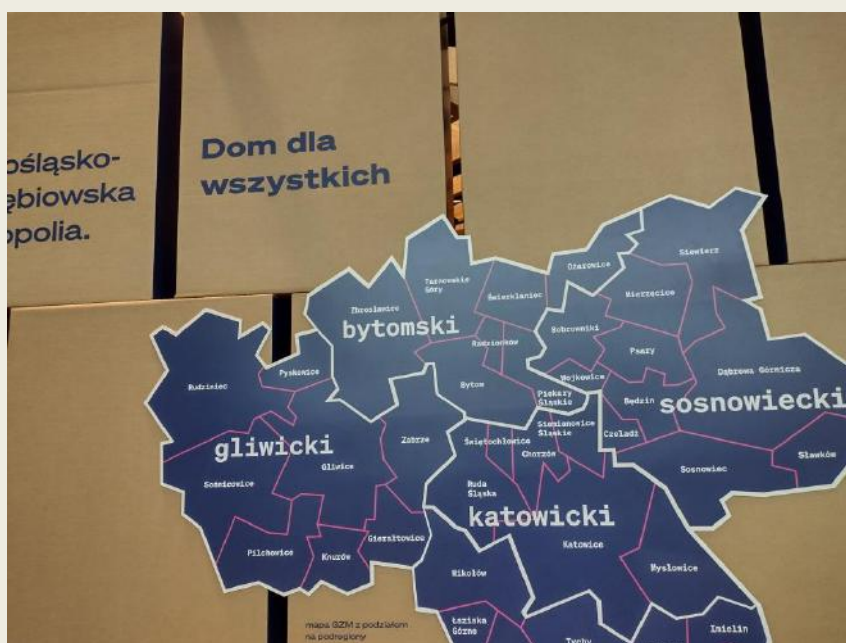 ośląsko-
ębiowska
opolia.
Dom dla
wszystkich
Siewierz
Ożarowice
Tarnowskie
Góry
Świerklaniec
Mierzęcice
Zbrosławice
bytomski
Bobrowniki
Radzionków
Psary
Rudziniec
Pyskowice
Bytom
Wojkowice
Dąbrowa Górnicza
Piekary
Śląskie
Będzin
sosnowiecki
Siemianowice
Śląskie
Czeladź
gliwicki
Zabrze
Świętochłowice
Chorzów
Gliwice
Sosnowiec
Sławków
Sośnicowice
Ruda
Śląska
katowicki
Pilchowice
Knurów
Gierałtowice
Katowice
Mysłowice
Mikołów
Łaziska
Górne
Tychy
Imielin
mapa GZM z podziałem
na podregiony